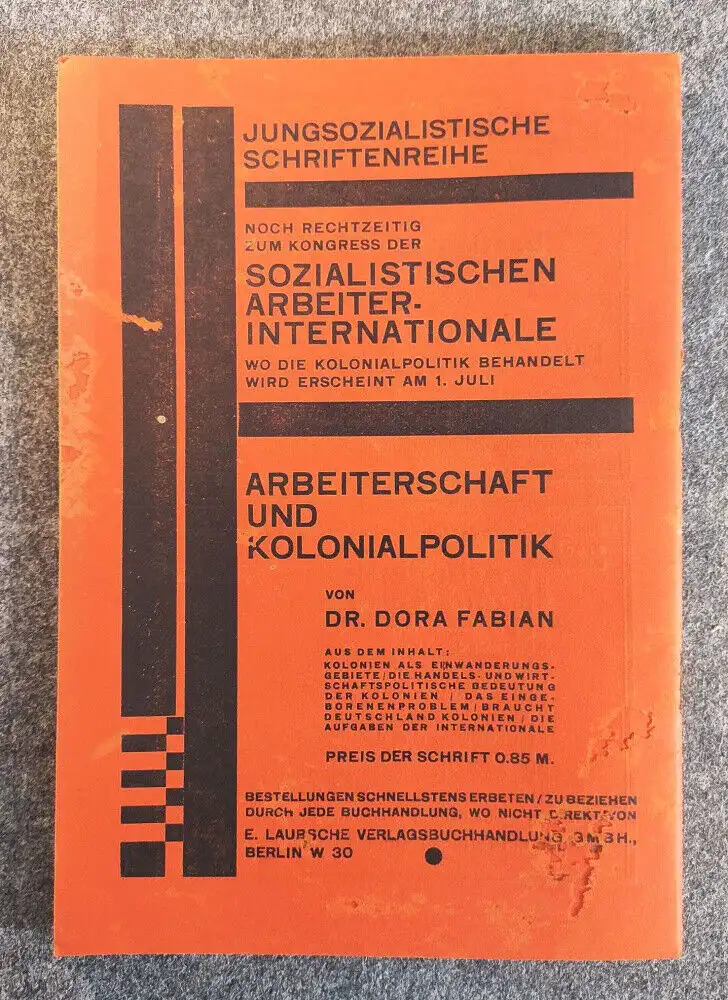 JUNGSOZIALISTISCHE
SCHRIFTENREIHE
NOCH RECHTZEITIG
ZUM KONGRESS DER
SOZIALISTISCHEN
ARBEITER-
INTERNATIONALE
WO DIE KOLONIALPOLITIK BEHANDELT
WIRD ERSCHEINT AM 1. JULI
ARBEITERSCHAFT
UND
KOLONIALPOLITIK
VON
DR. DORA FABIAN
AUS DEM INHALT:
KOLONIEN ALS EINWANDERUNGS-
GEBIETE/DIE HANDELS- UND WIRT-
SCHAFTSPOLITISCHE BEDEUTUNG
DER KOLONIEN / DAS EINGE-
BORENENPROBLEM/BRAUCHT
DEUTSCHLAND KOLONIEN/DIE
AUFGABEN DER INTERNATIONALE
PREIS DER SCHRIFT 0.85 M.
BESTELLUNGEN SCHNELLSTENS ERBETEN/ZU BEZIEHEN
DURCH JEDE BUCHHANDLUNG, WO NICHT DIREKT VON
E. LAUBSCHE VERLAGSBUCHHANDLUNG GMBH.,
BERLIN W 30